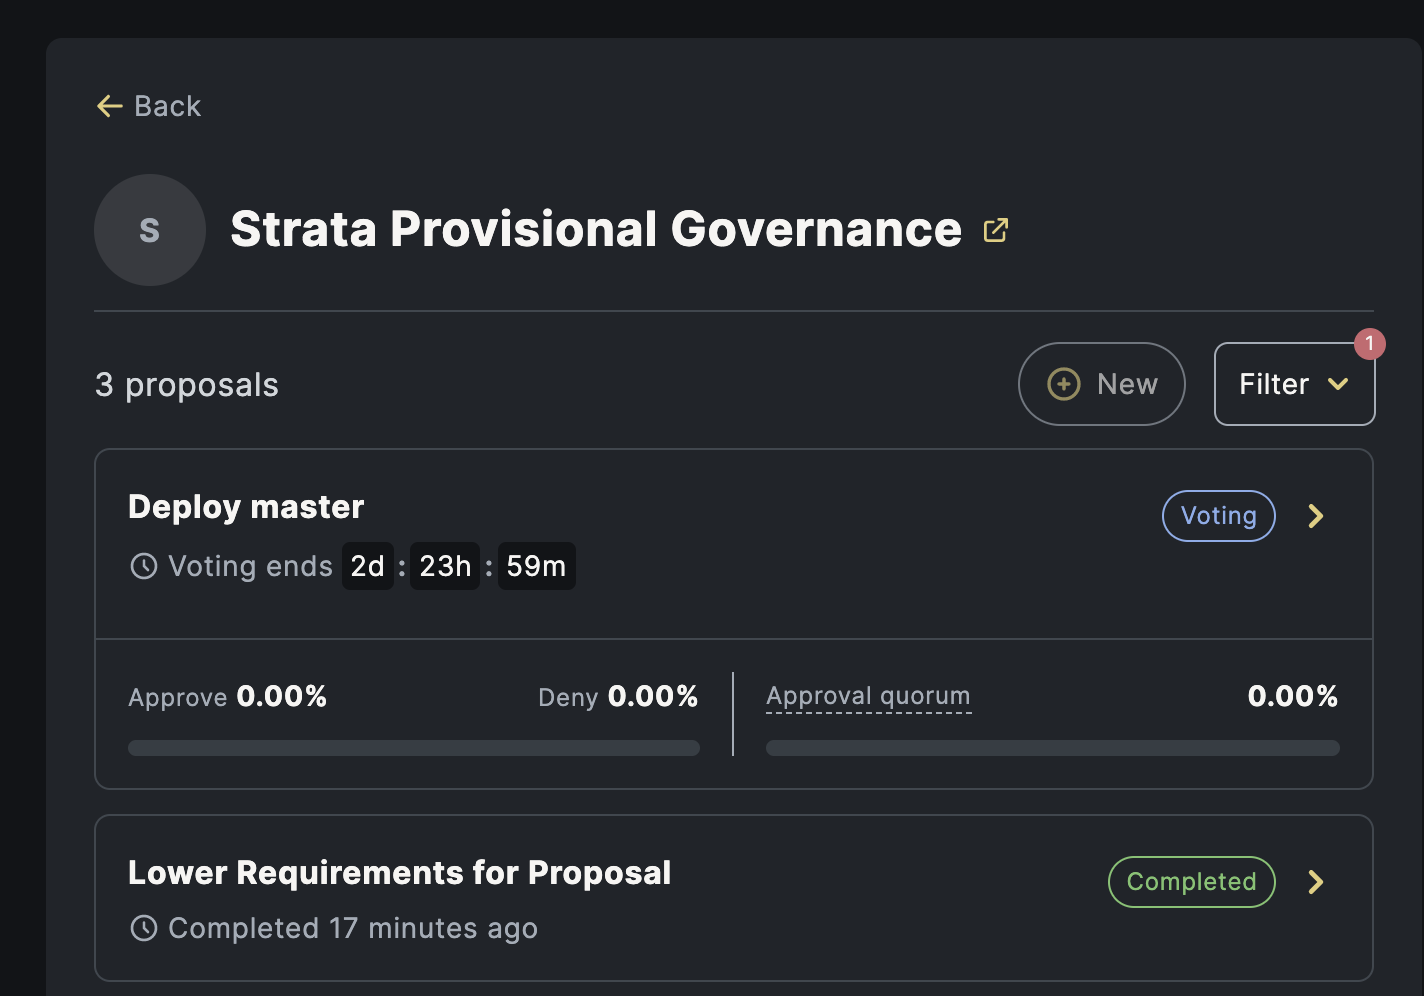 Back
S
Strata Provisional Governance
3 proposals
New
Filter
1
Deploy master
Voting
Voting ends 2d : 23h : 59m
Approve 0.00%
Deny 0.00%
Approval quorum
0.00%
Lower Requirements for Proposal
Completed
Completed 17 minutes ago